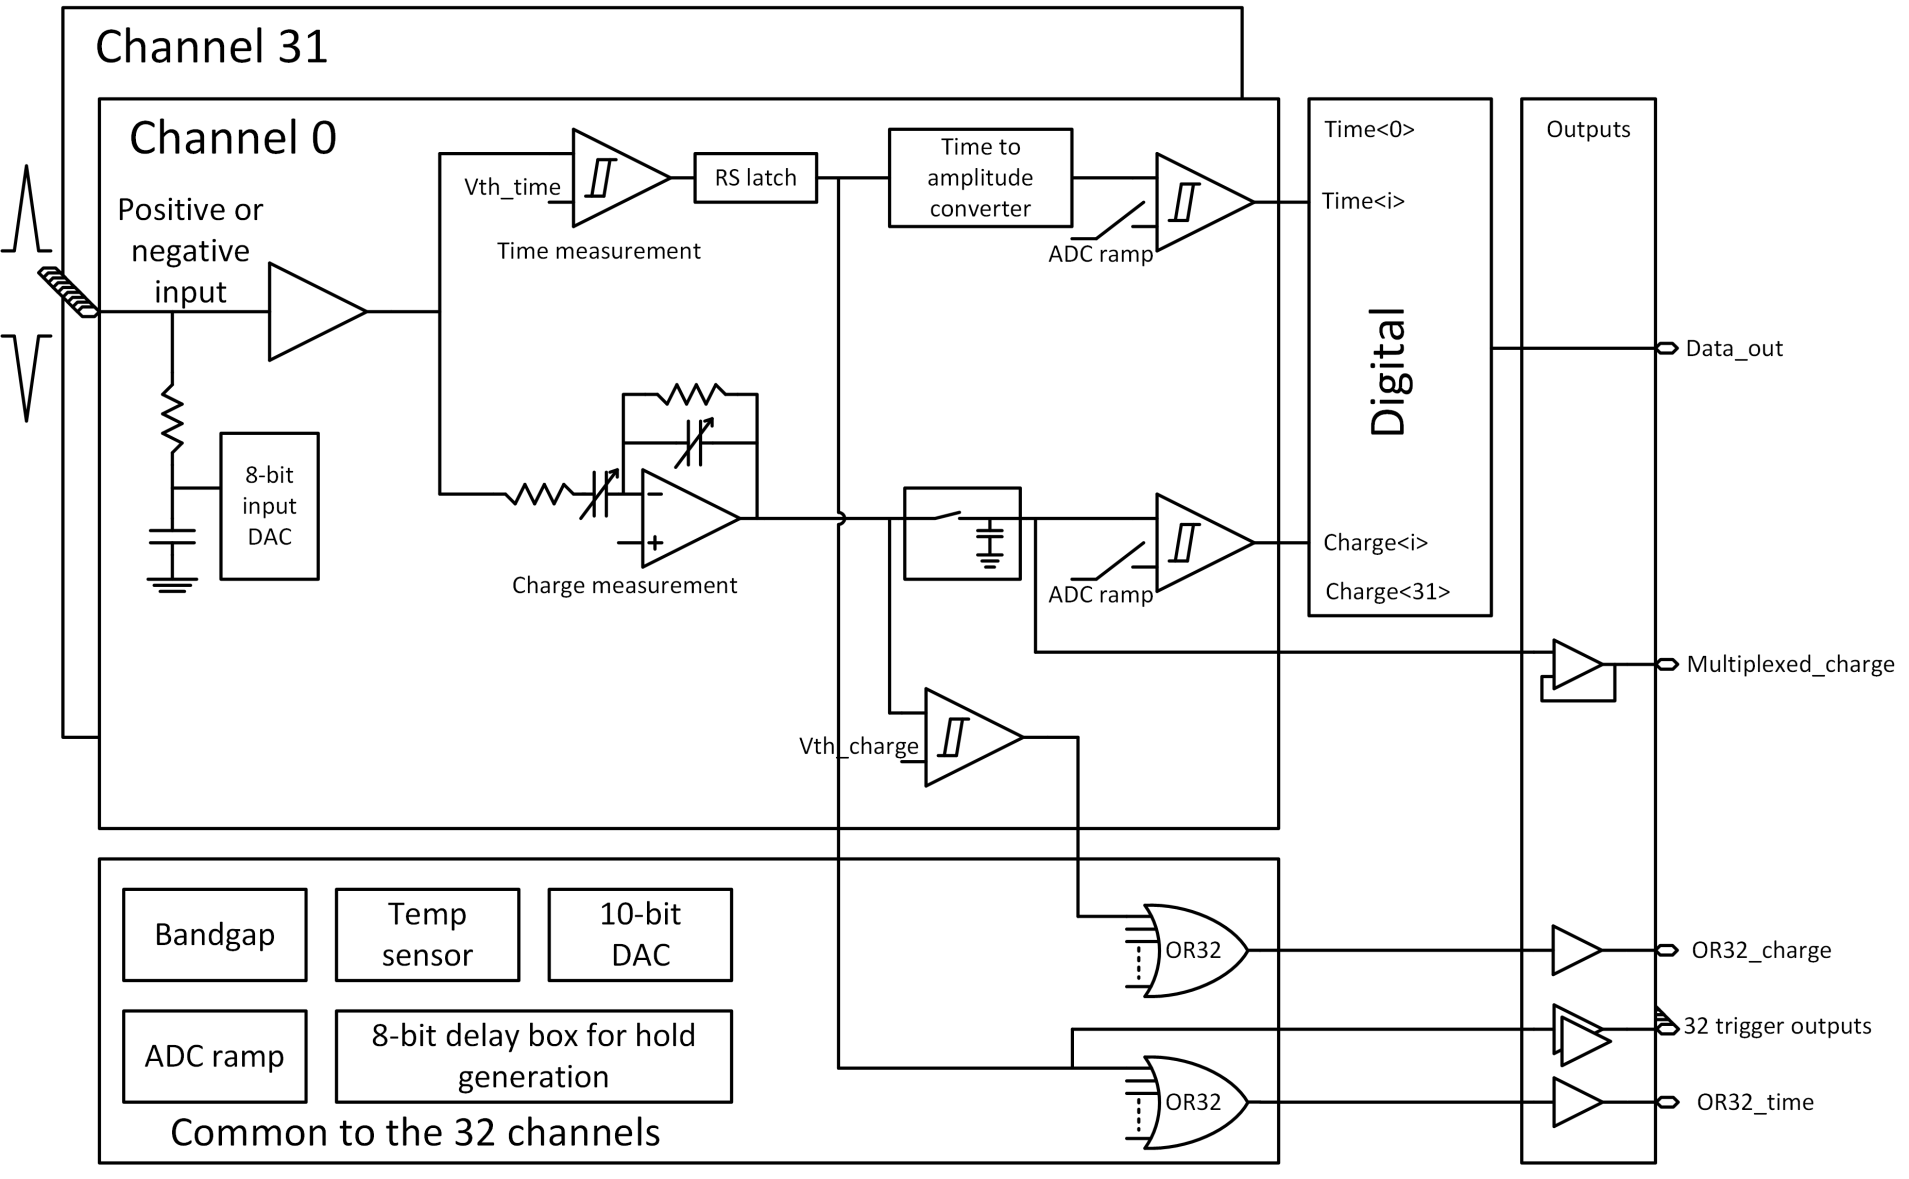 Channel 31
Channel 0
Positive or
negative
input
8-bit
input
DAC
Vth_time
Time measurement
RS latch
Time to
amplitude
converter
ADC ramp
−
+
Charge measurement
ADC ramp
Vth_charge
Time<0>
Time<i>
Digital
Charge<i>
Charge<31>
Outputs
Data_out
Multiplexed_charge
Bandgap
Temp
sensor
10-bit
DAC
ADC ramp
8-bit delay box for hold
generation
Common to the 32 channels
OR32
OR32
OR32_charge
32 trigger outputs
OR32_time